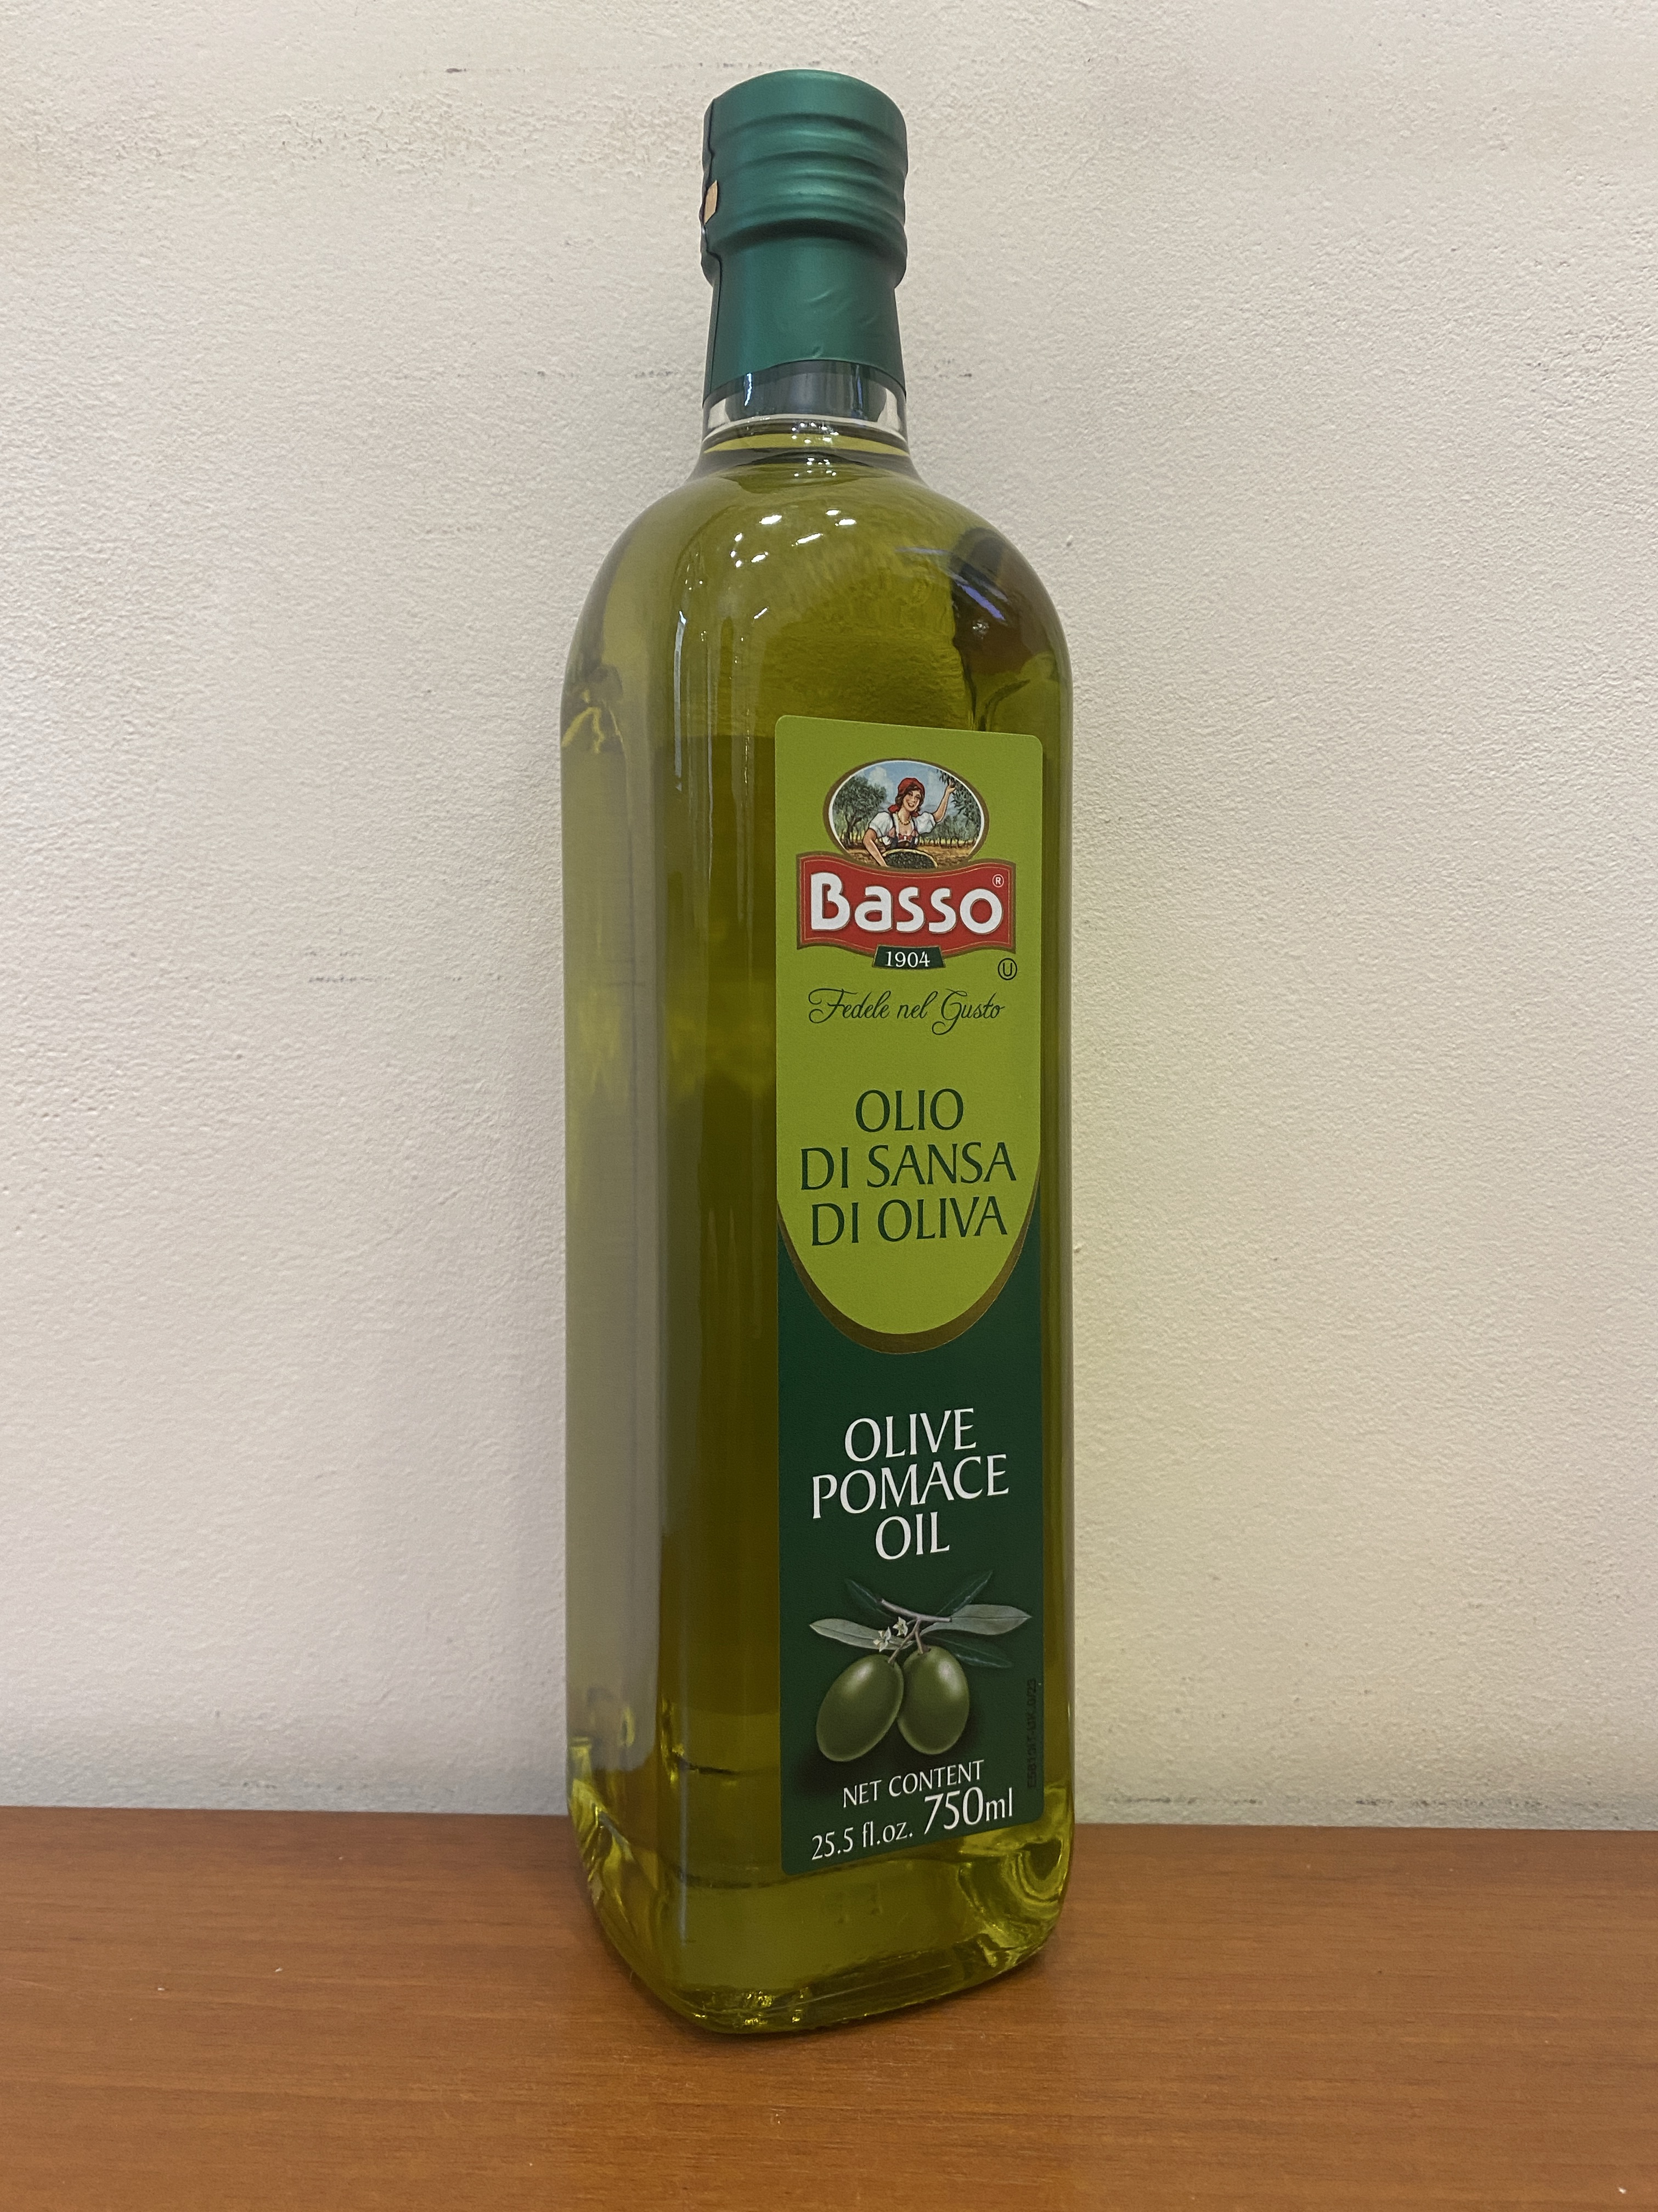 Basso®
1904
U
Fedele nel Gusto
OLIO
DI SANSA
DI OLIVA
OLIVE
POMACE
OIL
NET CONTENT
25.5 fl.oz. 750ml